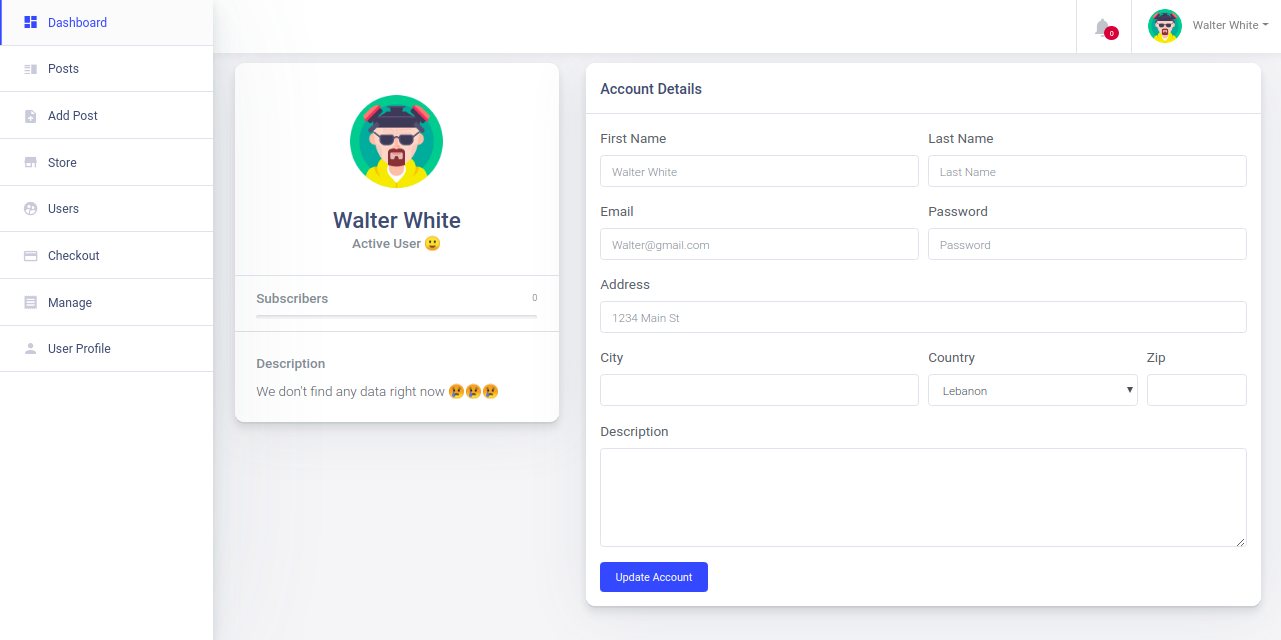 Dashboard
Posts
Add Post
Store
Users
Checkout
Manage
User Profile
0
Walter White
Walter White
Active User 🙂
Subscribers 0
Description
We don't find any data right now 😢😢😢
Account Details
First Name Last Name
Walter White Last Name
Email Password
Walter@gmail.com Password
Address
1234 Main St
City Country Zip
Lebanon
Description
Update Account